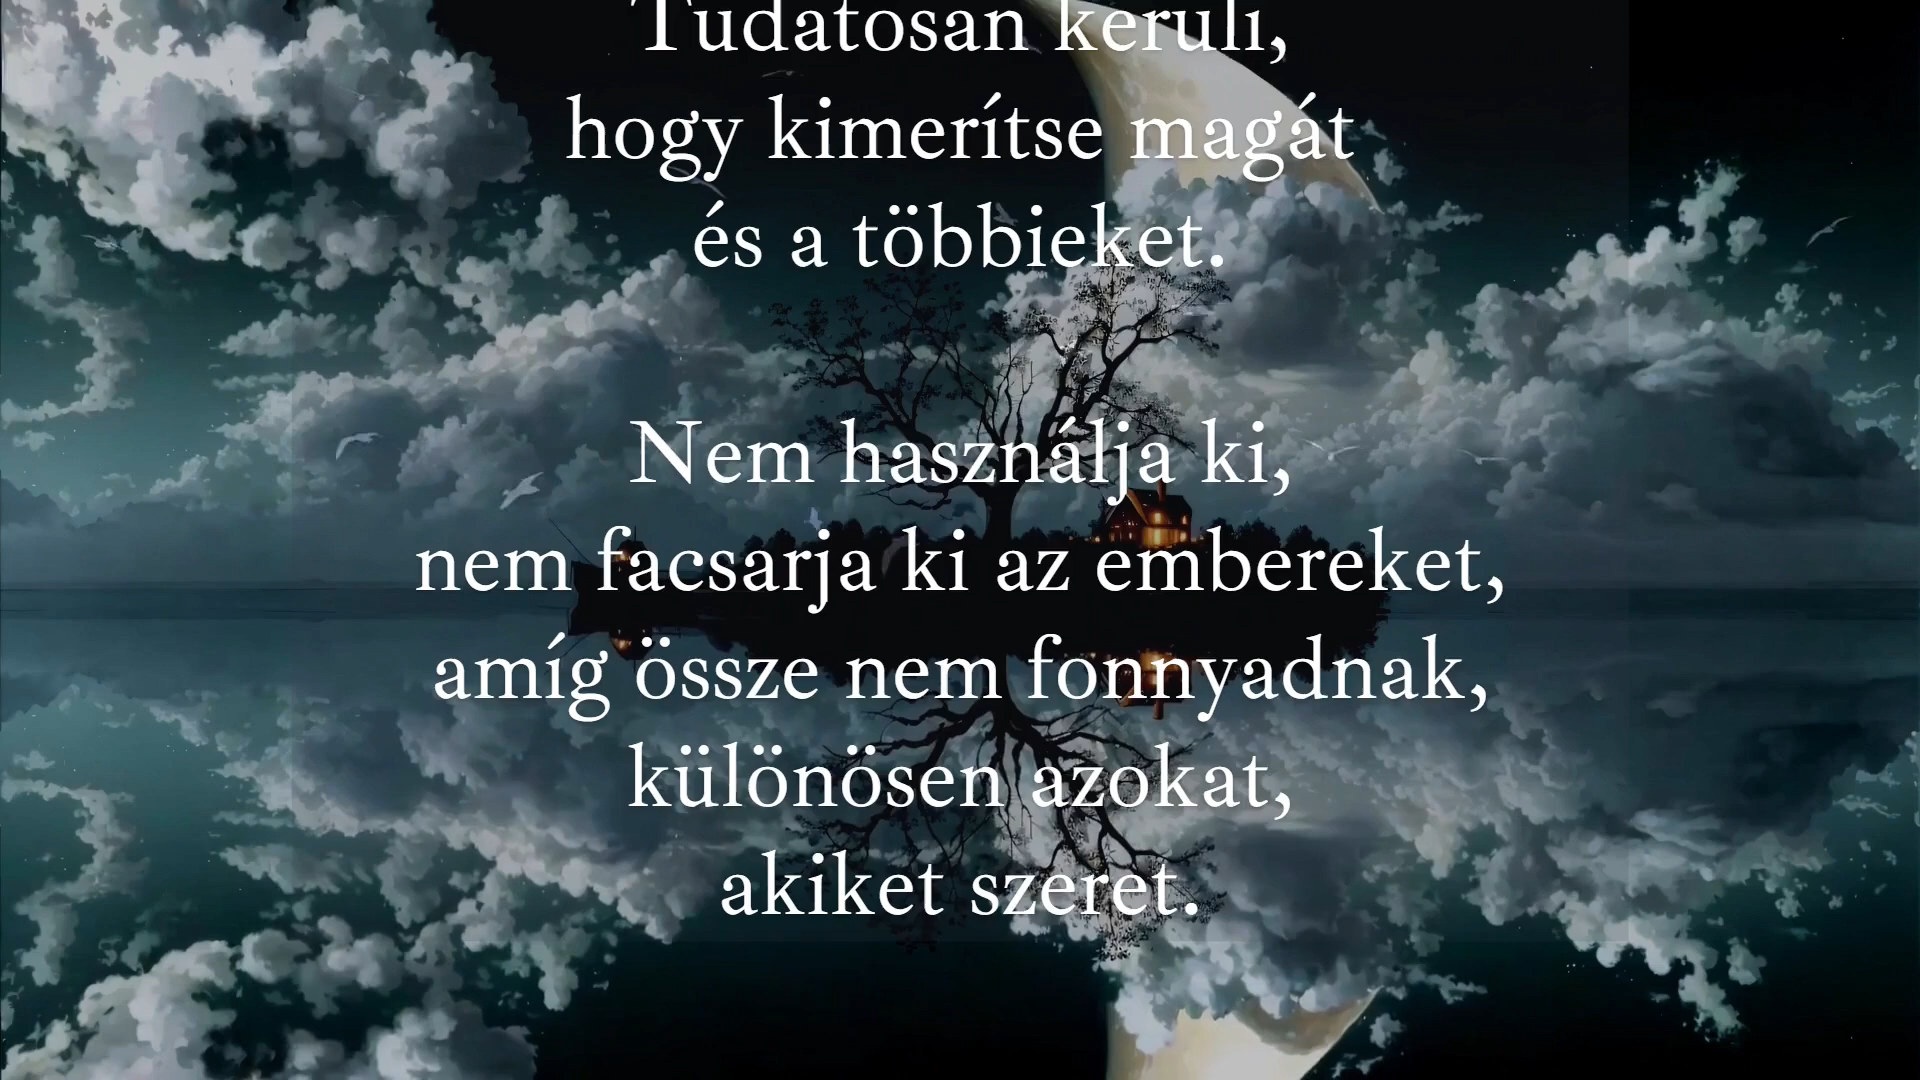 Tudatosan kerüli,
hogy kimerítse magát
és a többieket.
Nem használja ki,
nem facsarja ki az embereket,
amíg össze nem fonnyadnak,
különösen azokat,
akiket szeret.